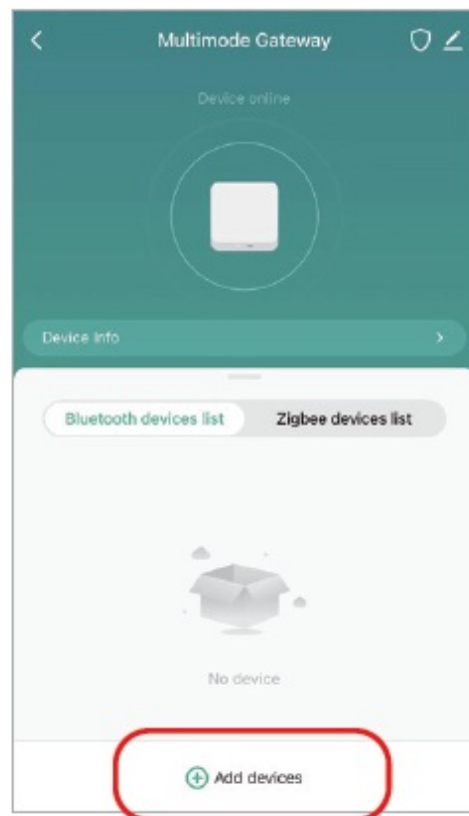 Multimode Gateway
Device online
Device Info
Bluetooth devices list Zigbee devices list
No device
Add devices